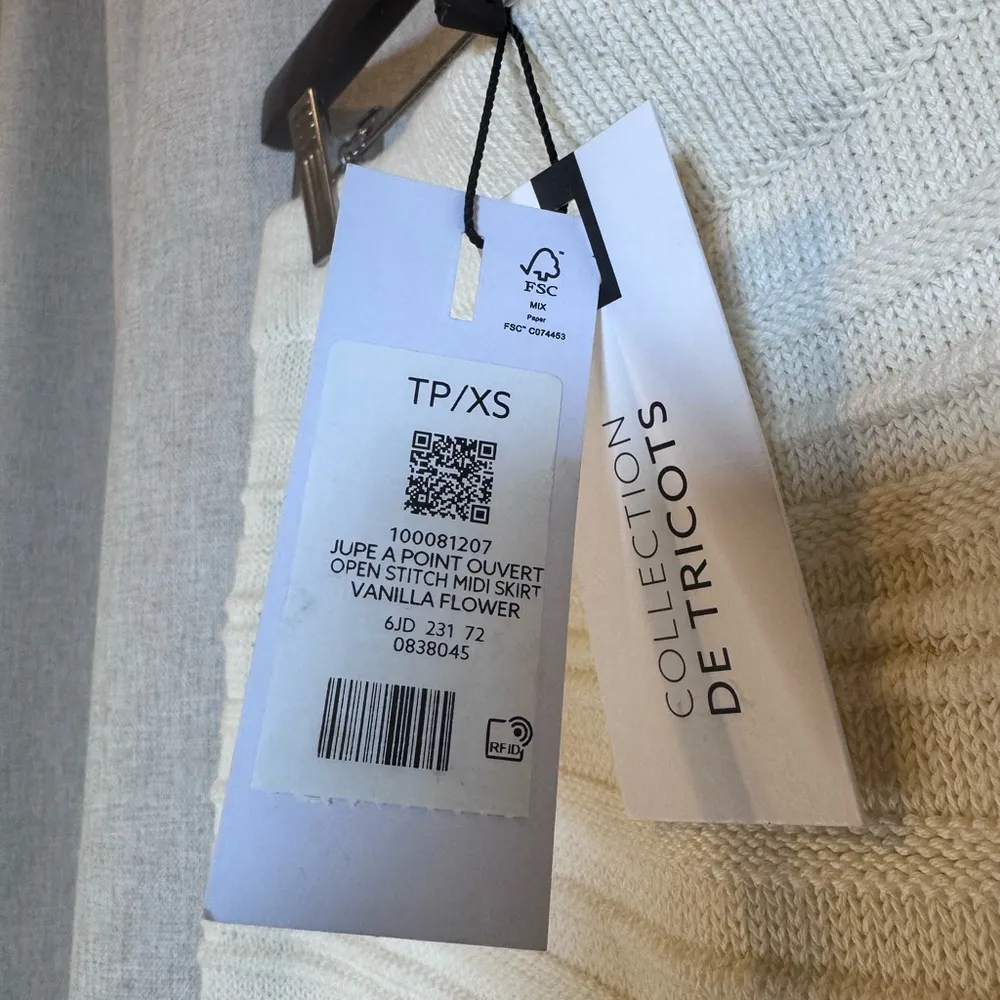 FSC™
MIX
Paper
FSC™ C074453
TP/XS
100081207
JUPE A POINT OUVERT
OPEN STITCH MIDI SKIRT
VANILLA FLOWER
6JD 231 72
0838045
RFID
COLLECTION
DE TRICOTS